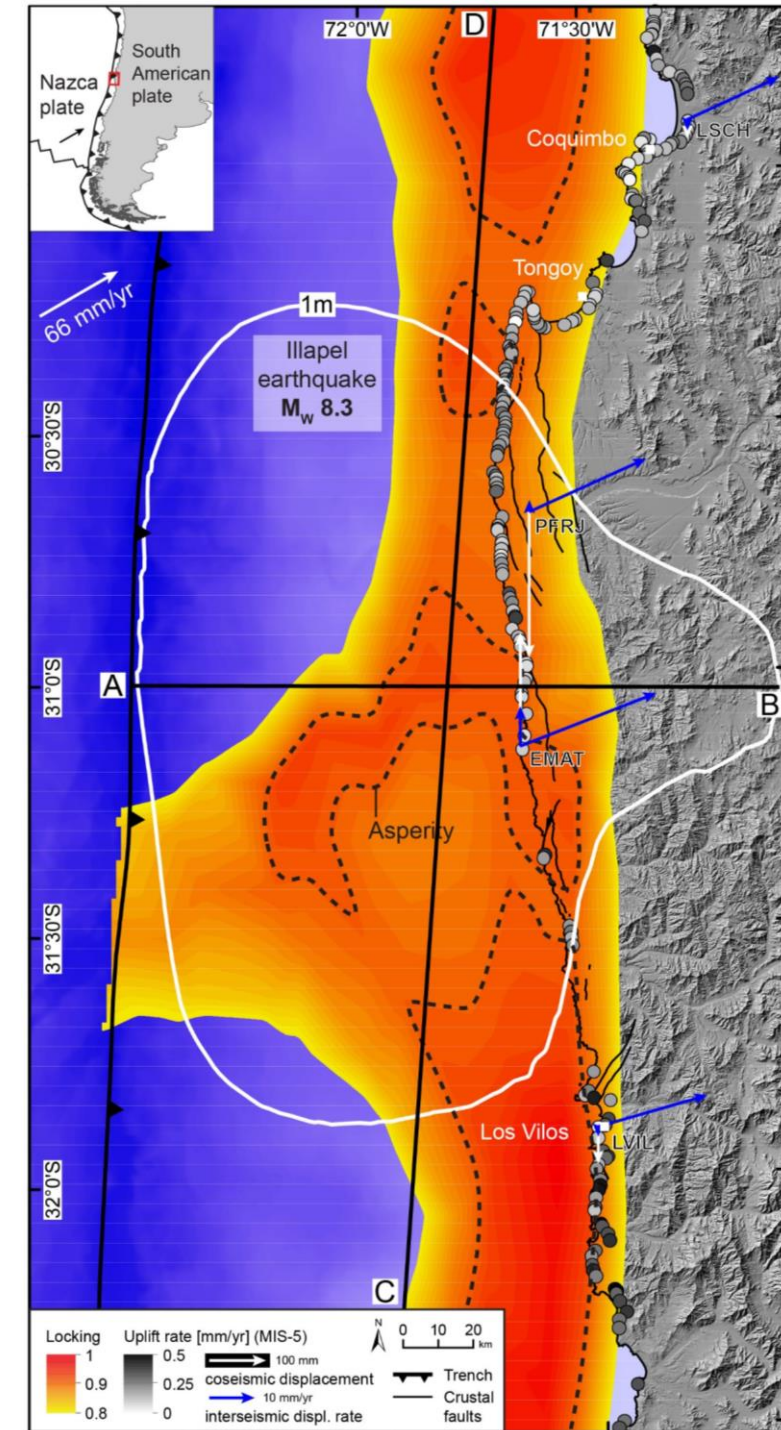 Nazca
plate
South
American
plate
72°0'W
D
71°30'W
LSCH
Coquimbo
Tongoy
66 mm/yr
1m
Illapel
earthquake
Mw 8.3
30°30'S
PFRJ
31°0'S
A
B
EMAT
Asperity
31°30'S
Los Vilos
LVIL
32°0'S
C
Locking
1
0.9
0.8
Uplift rate [mm/yr] (MIS-5)
0.5
0.25
0
100 mm
coseismic displacement
10 mm/yr
interseismic displ. rate
N
0 10 20
km
Trench
Crustal
faults